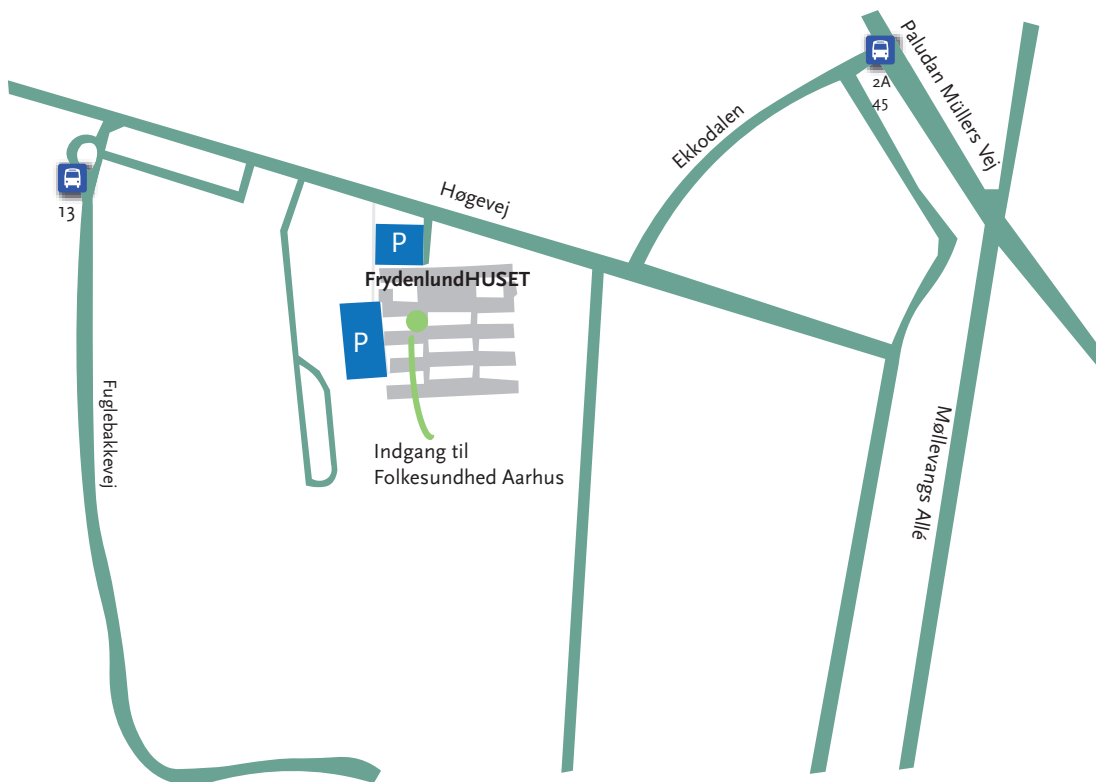 Paludan Müllers Vej
2A
45
Ekkodalen
13
Høgevej
P
FrydenlundHUSET
P
Fuglebakkevej
Indgang til
Folkesundhed Aarhus
Møllevangs Allé